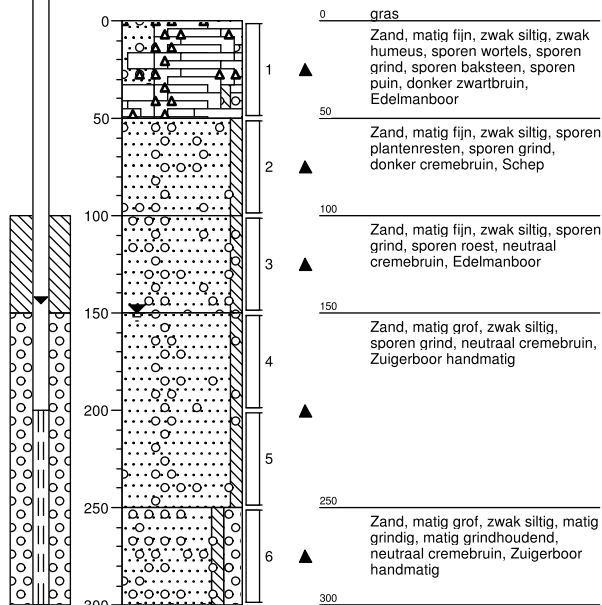 0
0
gras
Zand, matig fijn, zwak siltig, zwak
humeus, sporen wortels, sporen
grind, sporen baksteen, sporen
puin, donker zwartbruin,
Edelmanboor
1
50
50
Zand, matig fijn, zwak siltig, sporen
plantenresten, sporen grind,
donker cremebruin, Schep
2
100
100
Zand, matig fijn, zwak siltig, sporen
grind, sporen roest, neutraal
cremebruin, Edelmanboor
3
150
150
Zand, matig grof, zwak siltig,
sporen grind, neutraal cremebruin,
Zuigerboor handmatig
4
200
5
250
250
Zand, matig grof, zwak siltig, matig
grindig, matig grindhoudend,
neutraal cremebruin, Zuigerboor
handmatig
6
300
300